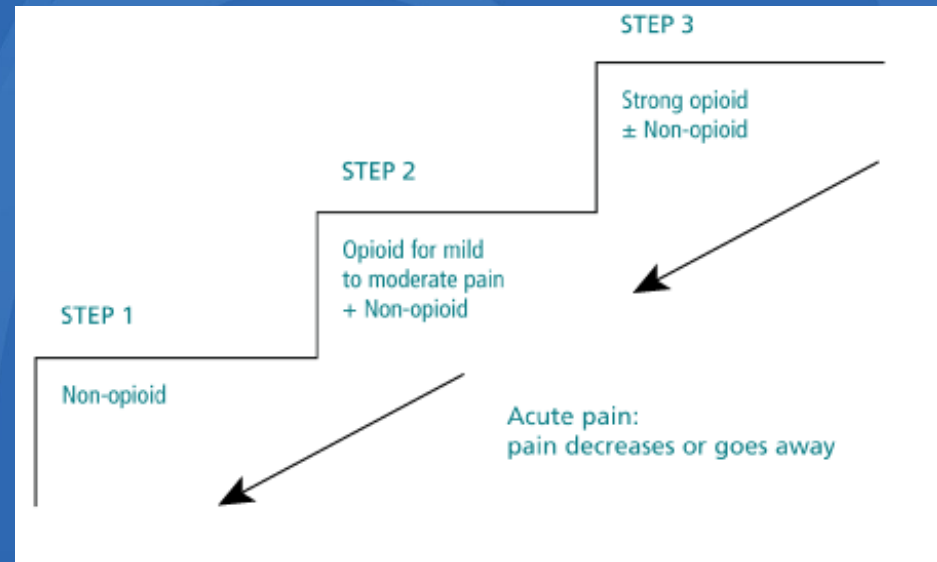 STEP 3
Strong opioid
± Non-opioid
STEP 2
Opioid for mild
to moderate pain
+ Non-opioid
STEP 1
Non-opioid
Acute pain:
pain decreases or goes away